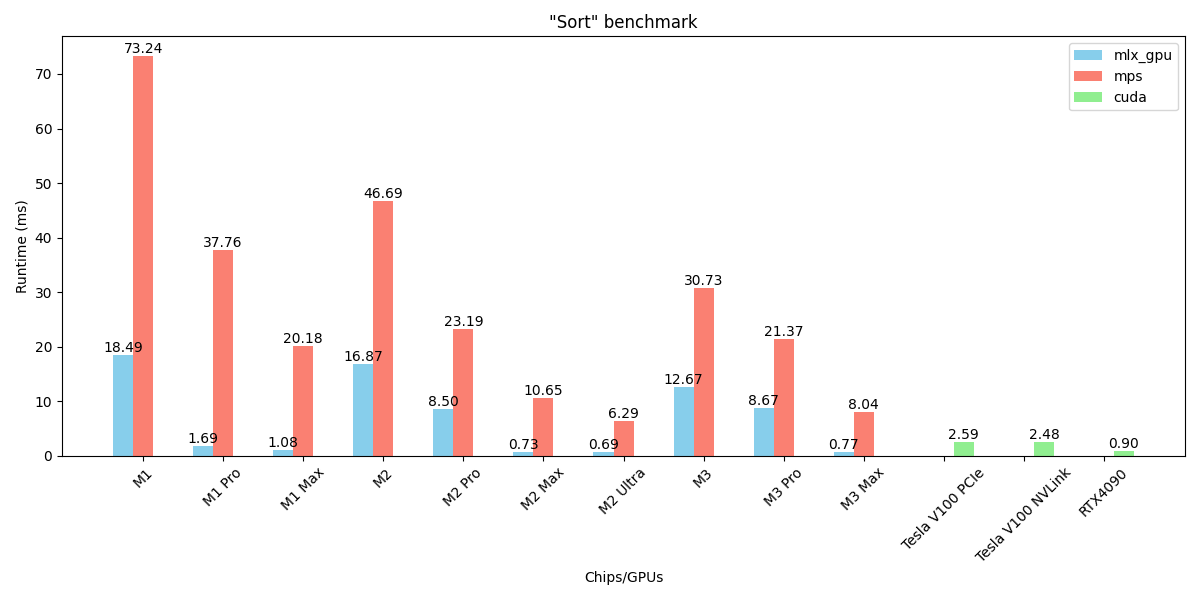 "Sort" benchmark
Runtime (ms)
70
60
50
40
30
20
10
0
mlx_gpu
mps
cuda
18.49
73.24
1.69
37.76
1.08
20.18
16.87
46.69
8.50
23.19
0.73
10.65
0.69
6.29
12.67
30.73
8.67
21.37
0.77
8.04
2.59
2.48
0.90
M1
M1 Pro
M1 Max
M2
M2 Pro
M2 Max
M2 Ultra
M3
M3 Pro
M3 Max
Tesla V100 PCIe
Tesla V100 NVLink
RTX4090
Chips/GPUs